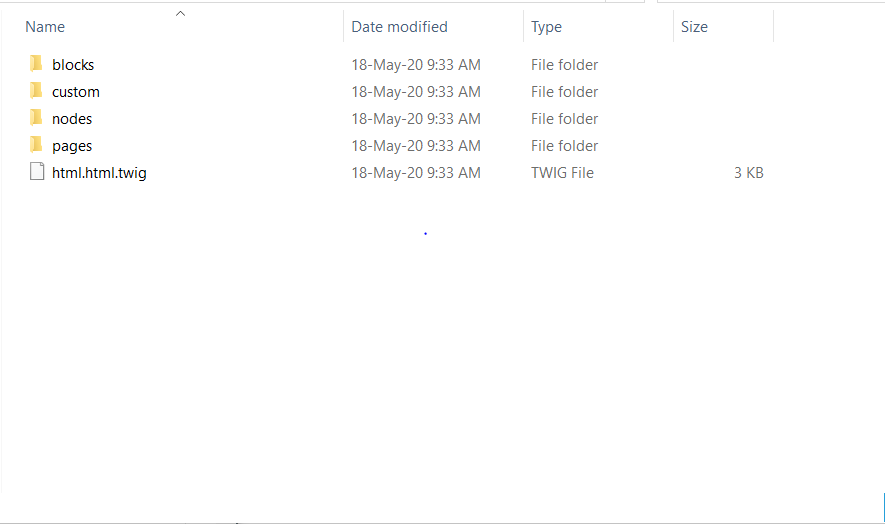 Name Date modified Type Size
blocks 18-May-20 9:33 AM File folder
custom 18-May-20 9:33 AM File folder
nodes 18-May-20 9:33 AM File folder
pages 18-May-20 9:33 AM File folder
html.html.twig 18-May-20 9:33 AM TWIG File 3 KB